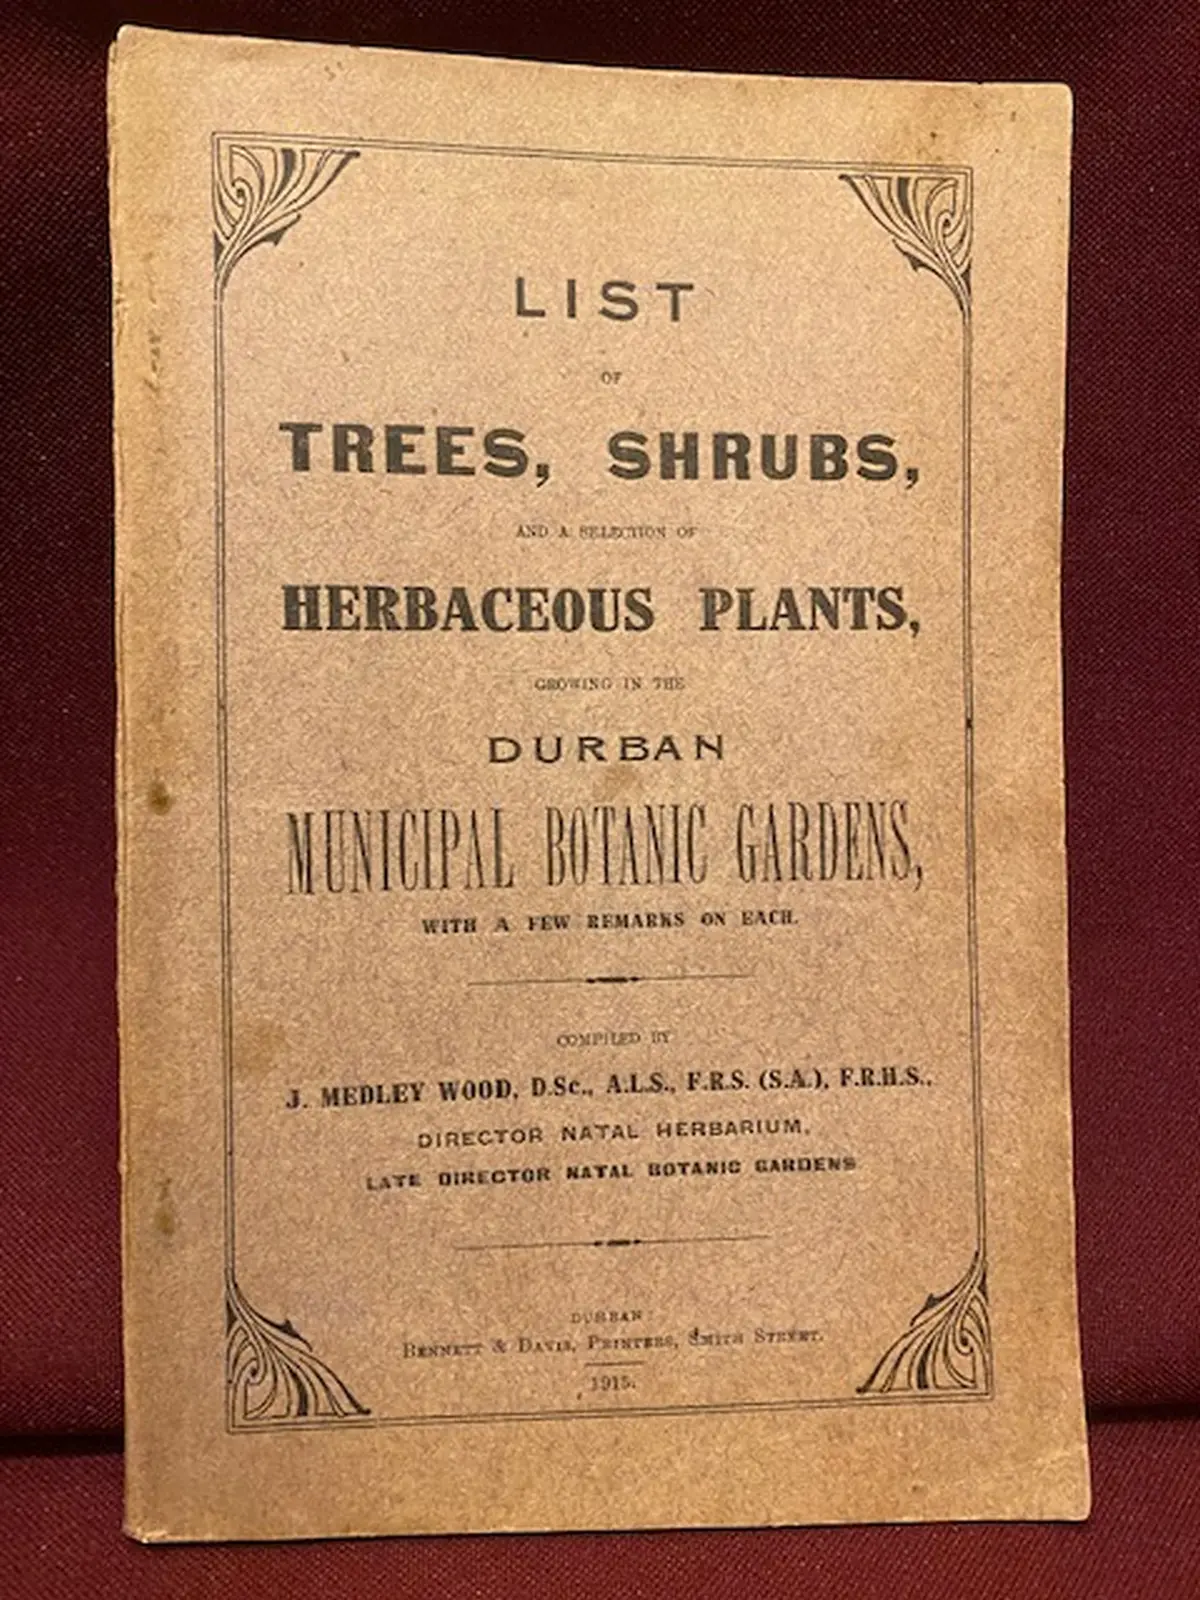 LIST
OF
TREES, SHRUBS,
AND A SELECTION OF
HERBACEOUS PLANTS,
GROWING IN THE
DURBAN
MUNICIPAL BOTANIC GARDENS,
WITH A FEW REMARKS ON EACH.
COMPILED BY
J. MEDLEY WOOD, D.Sc., A.L.S., F.R.S. (S.A.), F.R.H.S.,
DIRECTOR NATAL HERBARIUM,
LATE DIRECTOR NATAL BOTANIC GARDENS
DURBAN:
BENNETT & DAVIS, PRINTERS, SMITH STREET.
1915.